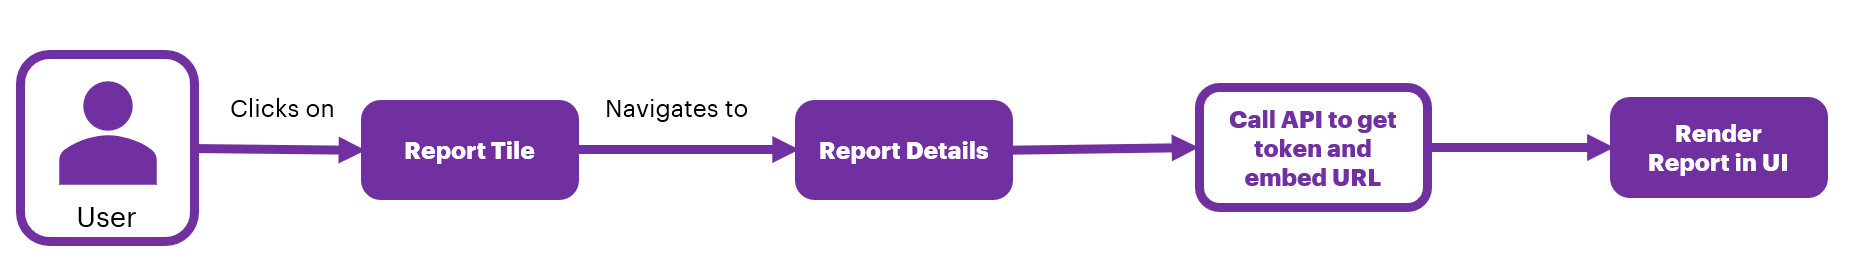 User
Clicks on
Report Tile
Navigates to
Report Details
Call API to get
token and
embed URL
Render
Report in UI